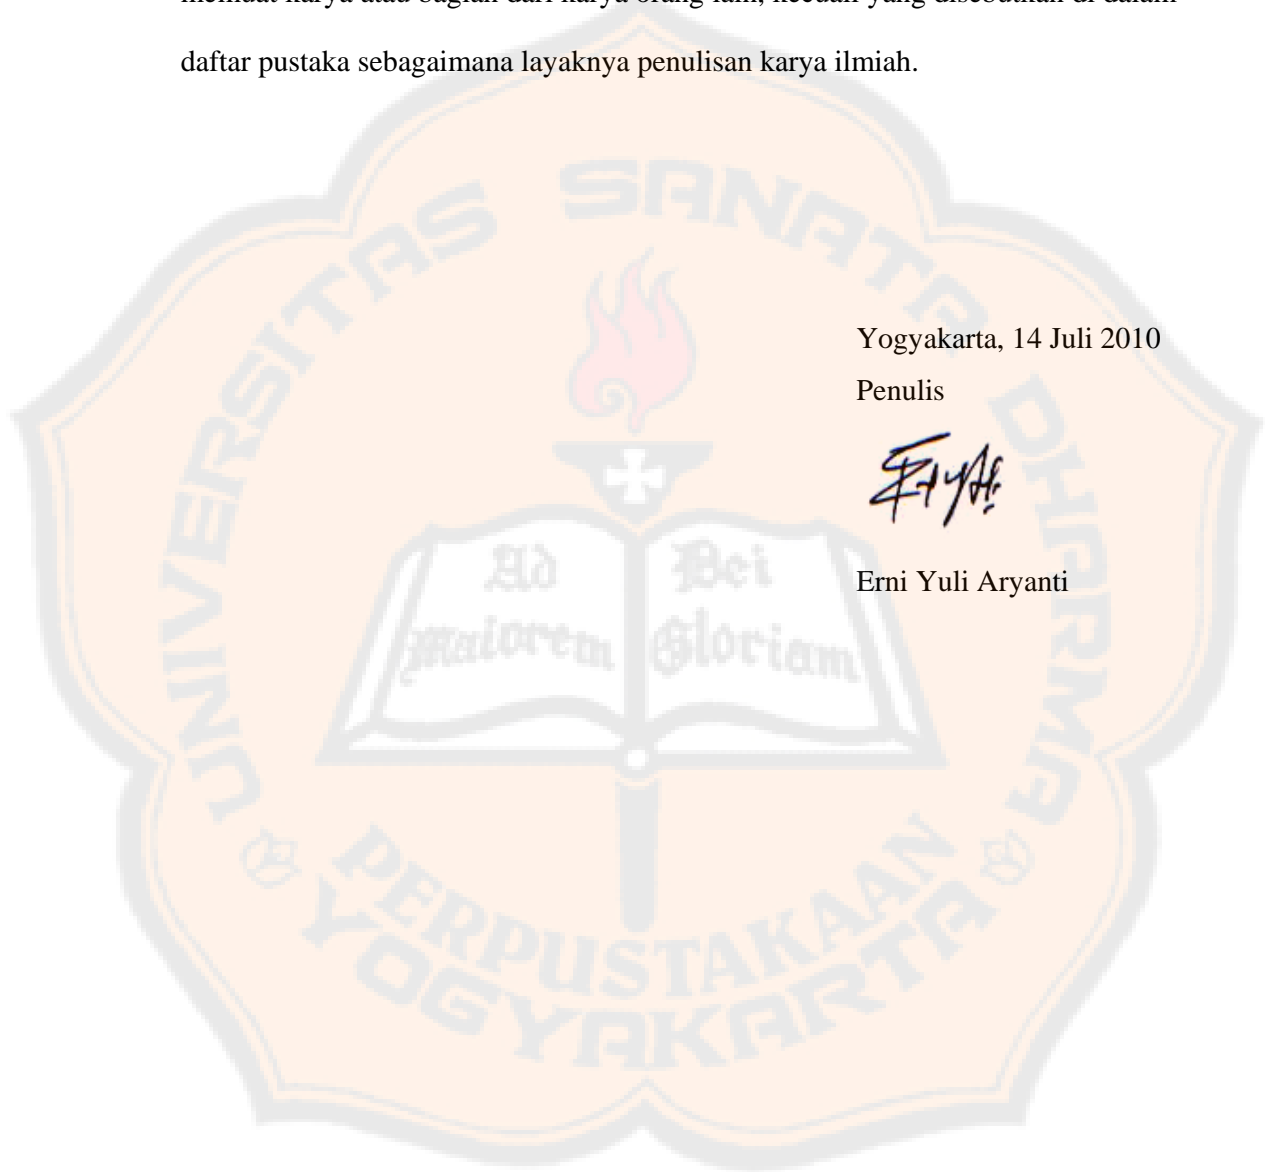 memuat karya atau bagian dari karya orang lain, kecuali yang disebutkan di dalam
daftar pustaka sebagaimana layaknya penulisan karya ilmiah.
UNIVERSITAS SANATA DHARMA
Yogyakarta, 14 Juli 2010
Penulis
Erni Yuli Aryanti
Ad Dei
Maiorem Gloriam
PERPUSTAKAAN
YOGYAKARTA